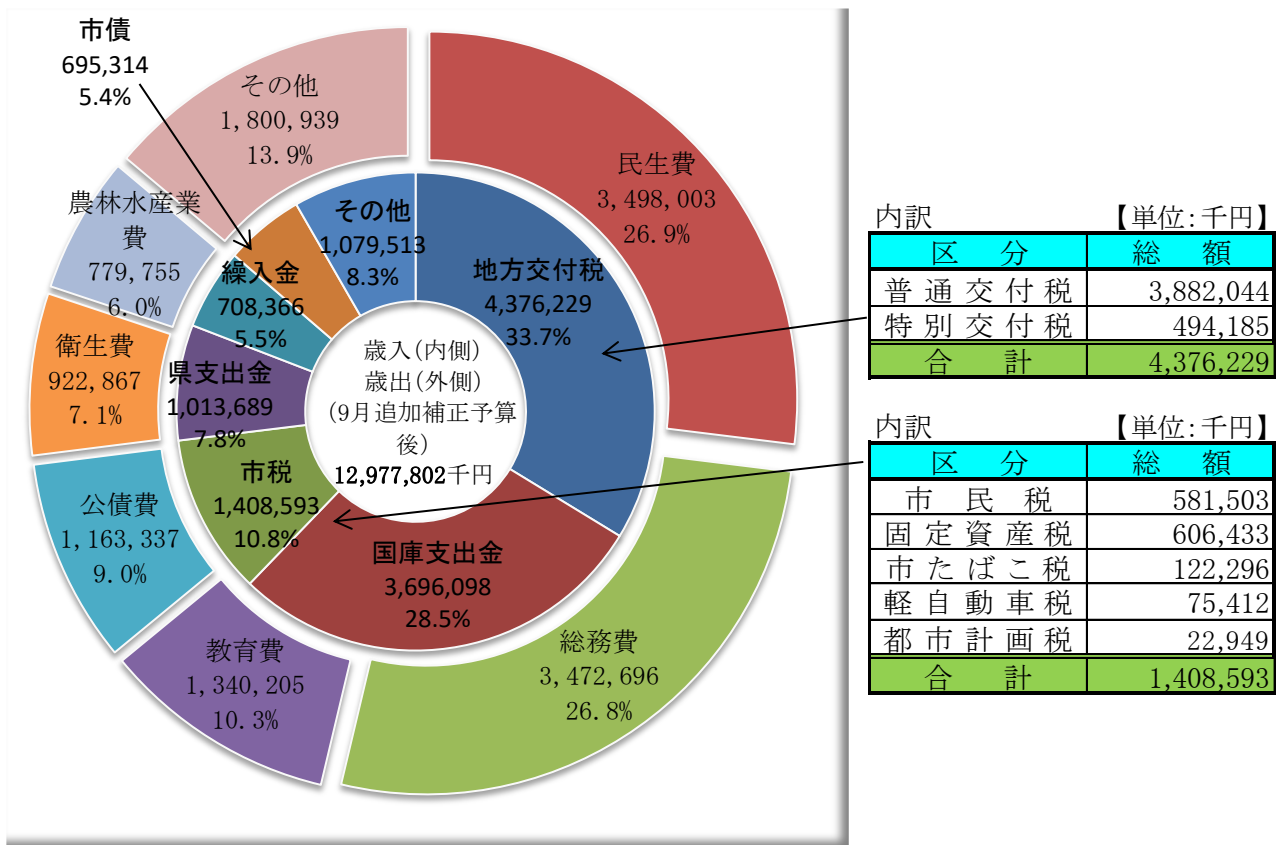 市債
695,314
5.4%
その他
1,800,939
13.9%
民生費
3,498,003
26.9%
農林水産業
費
779,755
6.0%
その他
1,079,513
8.3%
繰入金
708,366
5.5%
地方交付税
4,376,229
33.7%
衛生費
922,867
7.1%
県支出金
1,013,689
7.8%
歳入(内側)
歳出(外側)
(9月追加補正予算
後)
12,977,802千円
市税
1,408,593
10.8%
公債費
1,163,337
9.0%
国庫支出金
3,696,098
28.5%
教育費
1,340,205
10.3%
総務費
3,472,696
26.8%
内訳 【単位:千円】
区 分 総 額
普通交付税 3,882,044
特別交付税 494,185
合 計 4,376,229
内訳 【単位:千円】
区 分 総 額
市 民 税 581,503
固定資産税 606,433
市たばこ税 122,296
軽自動車税 75,412
都市計画税 22,949
合 計 1,408,593